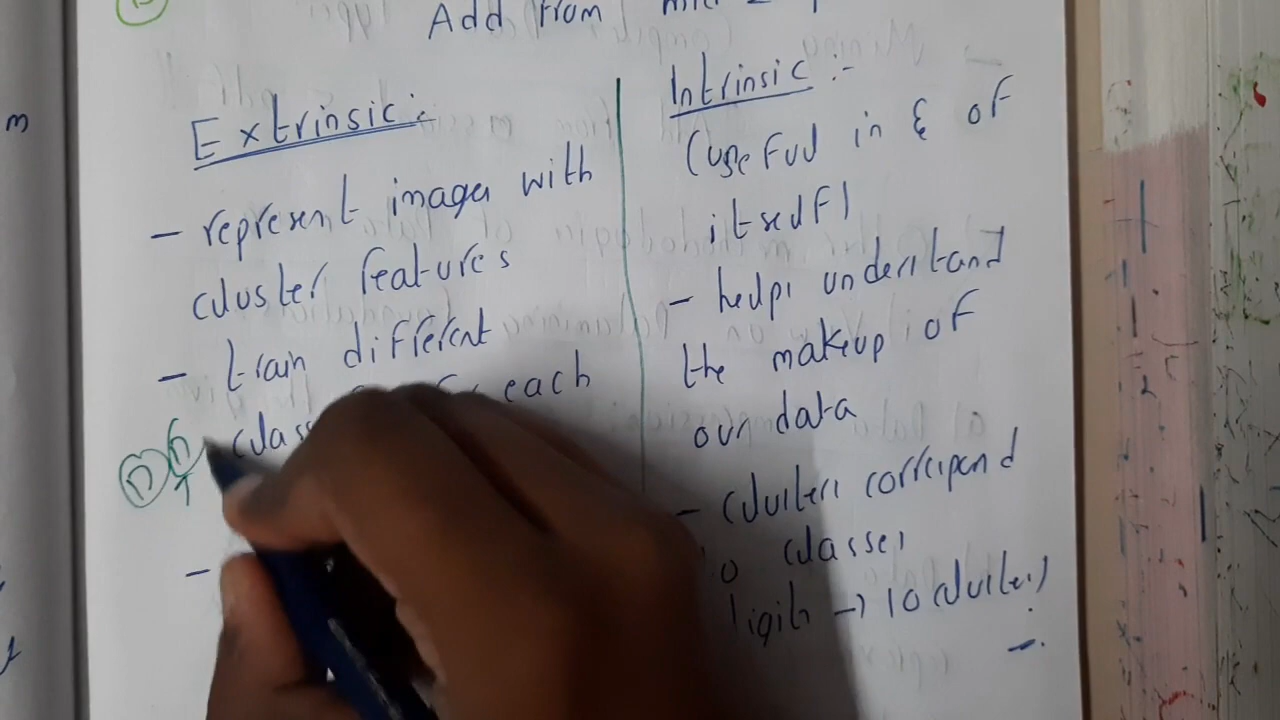 Add from
Extrinsic :-
- represent images with
cluster features
- train different
each
-
Intrinsic :-
(useful in & of
itself)
- helps understand
the makeup of
our data
- clusters correspond
to classes
digits -> 10 clusters)
-
m